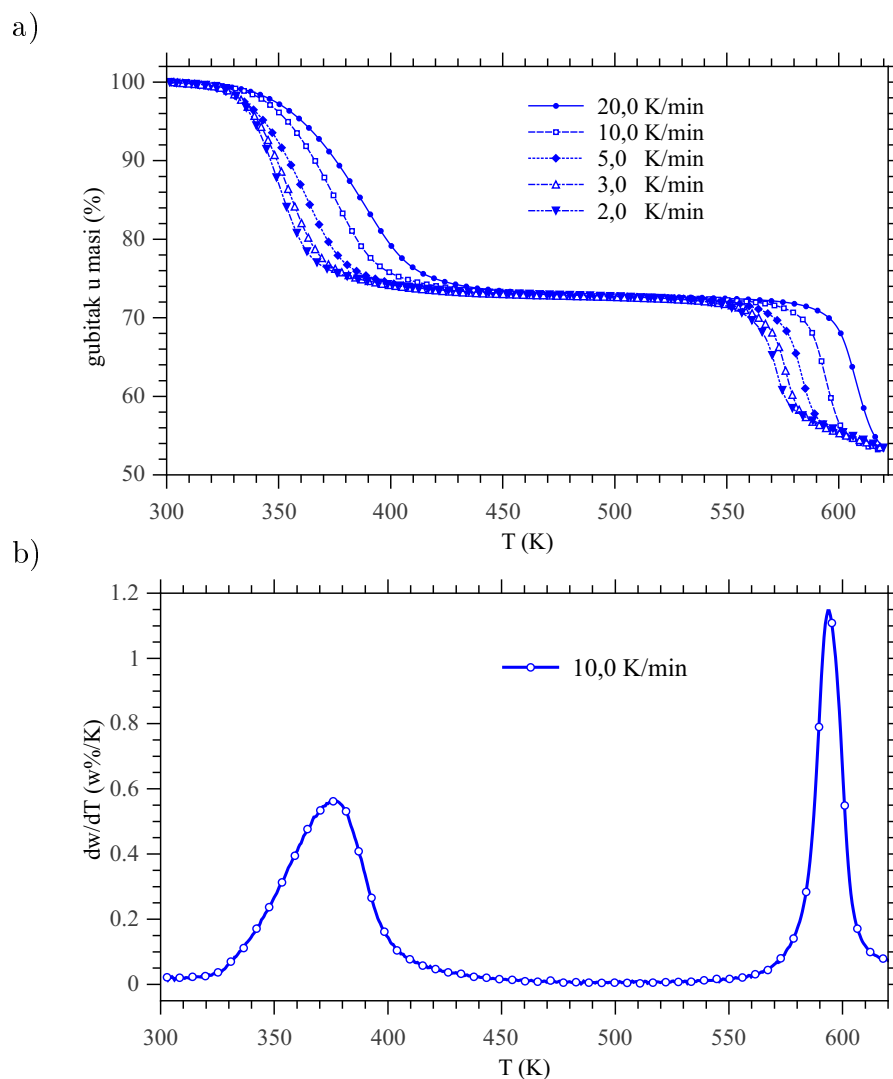 a)
gubitak u masi (%)
100
90
80
70
60
50
20,0 K/min
10,0 K/min
5,0 K/min
3,0 K/min
2,0 K/min
300 350 400 450 500 550 600
T (K)
b)
dw/dT (w%/K)
1.2
1
0.8
0.6
0.4
0.2
0
10,0 K/min
300 350 400 450 500 550 600
T (K)